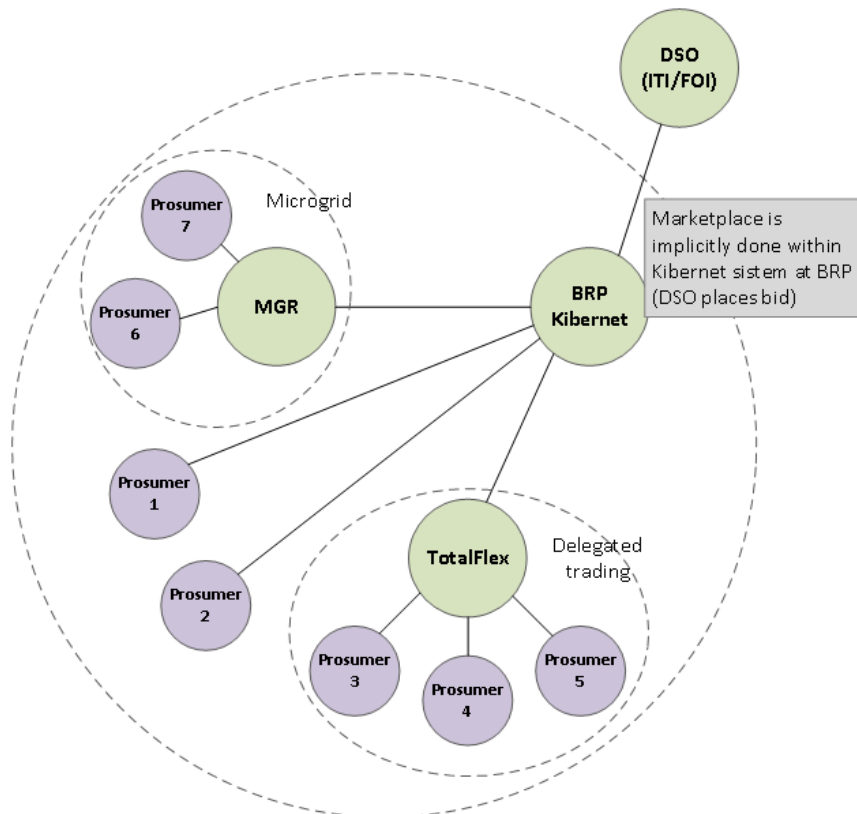 DSO
(ITI/FOI)
Prosumer
7
Microgrid
Marketplace is
implicitly done within
Kibernet sistem at BRP
(DSO places bid)
MGR
BRP
Kibernet
Prosumer
6
Prosumer
1
TotalFlex
Delegated
trading
Prosumer
2
Prosumer
3
Prosumer
4
Prosumer
5